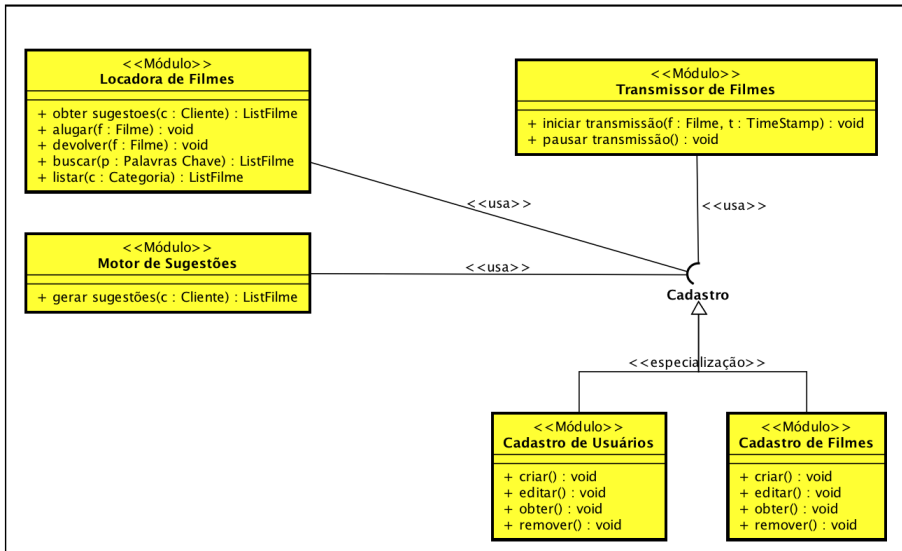 <<Módulo>>
Locadora de Filmes
+ obter sugestoes(c : Cliente) : ListFilme
+ alugar(f : Filme) : void
+ devolver(f : Filme) : void
+ buscar(p : Palavras Chave) : ListFilme
+ listar(c : Categoria) : ListFilme
<<Módulo>>
Transmissor de Filmes
+ iniciar transmissão(f : Filme, t : TimeStamp) : void
+ pausar transmissão() : void
<<usa>>
<<usa>>
<<Módulo>>
Motor de Sugestões
+ gerar sugestões(c : Cliente) : ListFilme
<<usa>>
Cadastro
<<especialização>>
<<Módulo>>
Cadastro de Usuários
+ criar() : void
+ editar() : void
+ obter() : void
+ remover() : void
<<Módulo>>
Cadastro de Filmes
+ criar() : void
+ editar() : void
+ obter() : void
+ remover() : void